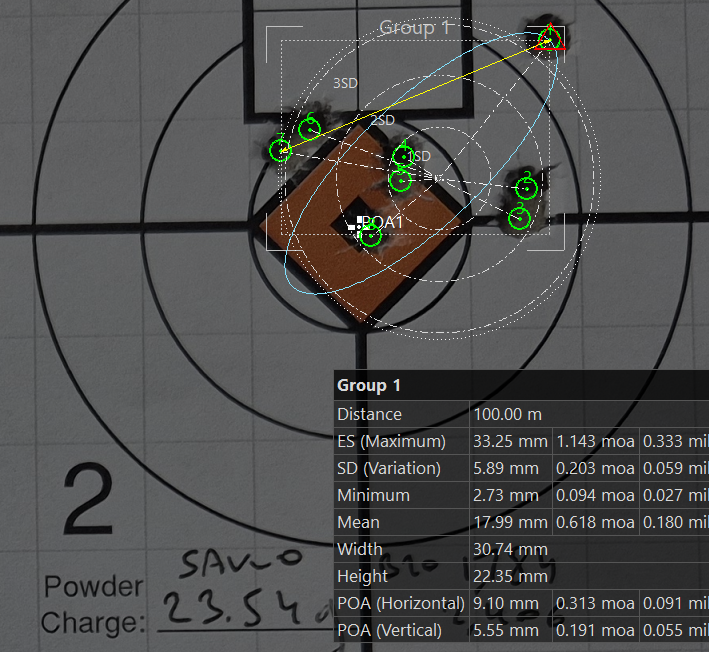 Group 1
3SD
2SD
1SD
6
2
3
POA1
Group 1
Distance 100.00 m
ES (Maximum) 33.25 mm 1.143 moa 0.333 mil
SD (Variation) 5.89 mm 0.203 moa 0.059 mil
Minimum 2.73 mm 0.094 moa 0.027 mil
Mean 17.99 mm 0.618 moa 0.180 mil
Width 30.74 mm
Height 22.35 mm
POA (Horizontal) 9.10 mm 0.313 moa 0.091 mil
POA (Vertical) 5.55 mm 0.191 moa 0.055 mil
2
Powder
Charge: 23.54